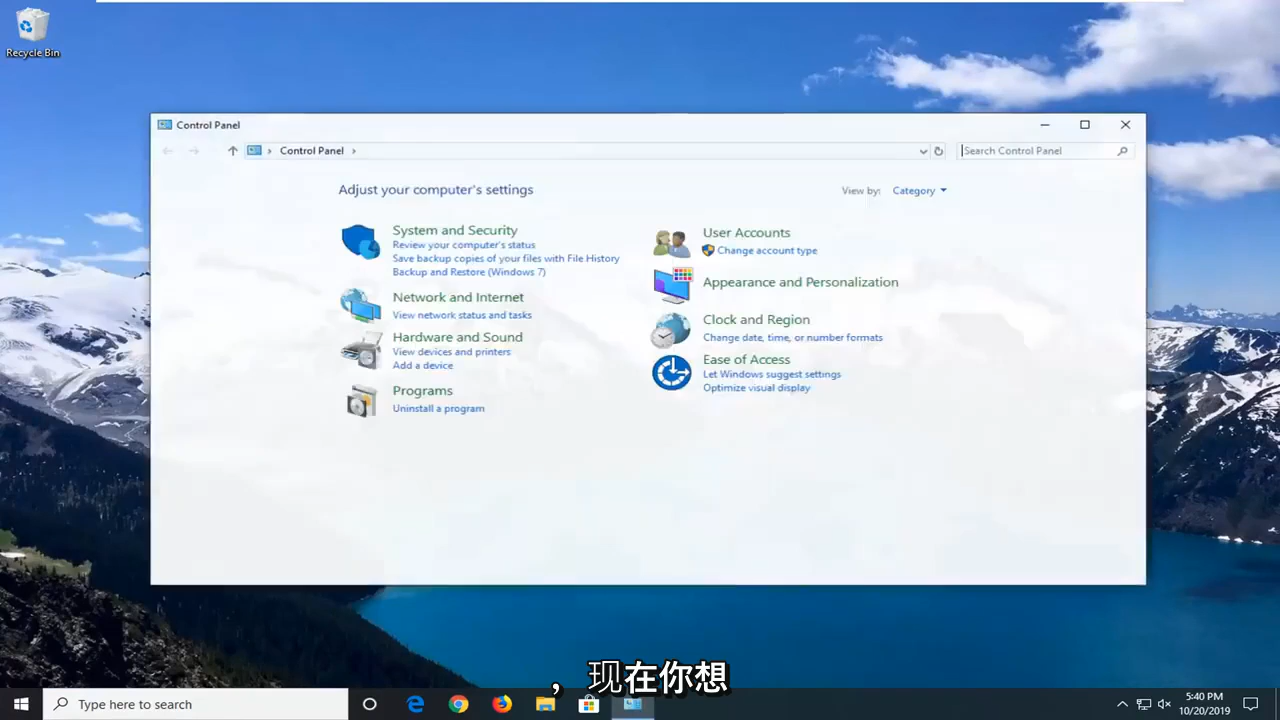 Recycle Bin
Control Panel
Control Panel
Search Control Panel
Adjust your computer's settings
View by: Category
System and Security
Review your computer's status
Save backup copies of your files with File History
Backup and Restore (Windows 7)
Network and Internet
View network status and tasks
Hardware and Sound
View devices and printers
Add a device
Programs
Uninstall a program
User Accounts
Change account type
Appearance and Personalization
Clock and Region
Change date, time, or number formats
Ease of Access
Let Windows suggest settings
Optimize visual display
，现在你想
Type here to search
5:40 PM
10/20/2019